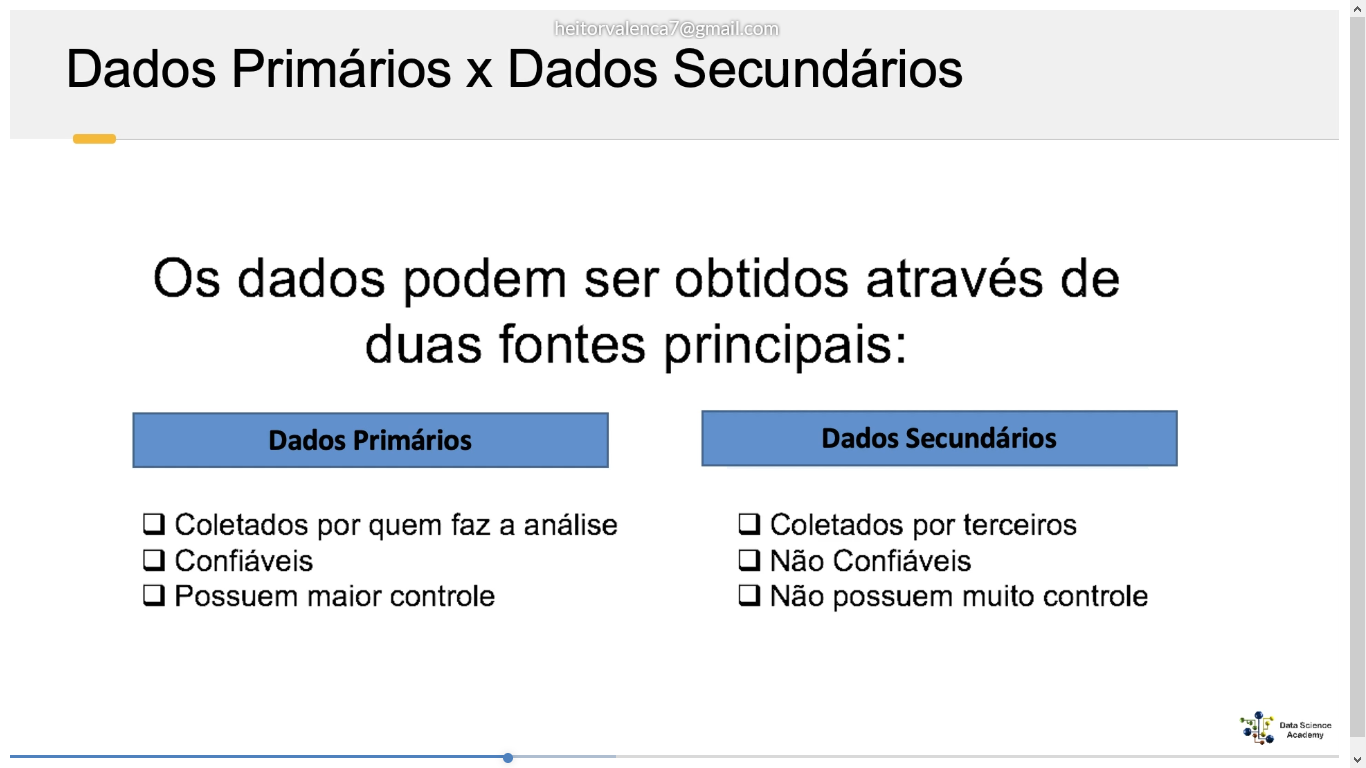 heitorvalenca7@gmail.com
Dados Primários x Dados Secundários
Os dados podem ser obtidos através de
duas fontes principais:
Dados Primários
❑ Coletados por quem faz a análise
❑ Confiáveis
❑ Possuem maior controle
Dados Secundários
❑ Coletados por terceiros
❑ Não Confiáveis
❑ Não possuem muito controle
Data Science
Academy